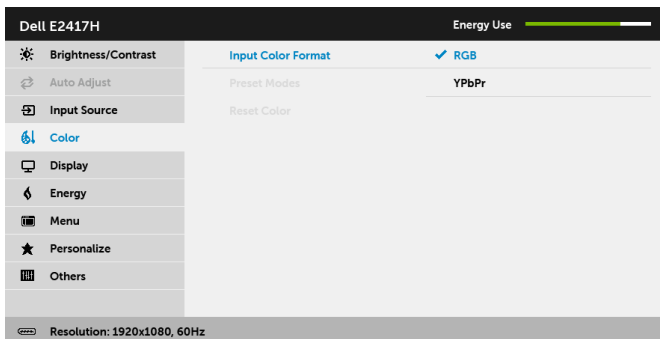 Dell E2417H
Energy Use
Brightness/Contrast
Input Color Format
RGB
Auto Adjust
Preset Modes
YPbPr
Input Source
Reset Color
Color
Display
Energy
Menu
Personalize
Others
Resolution: 1920x1080, 60Hz